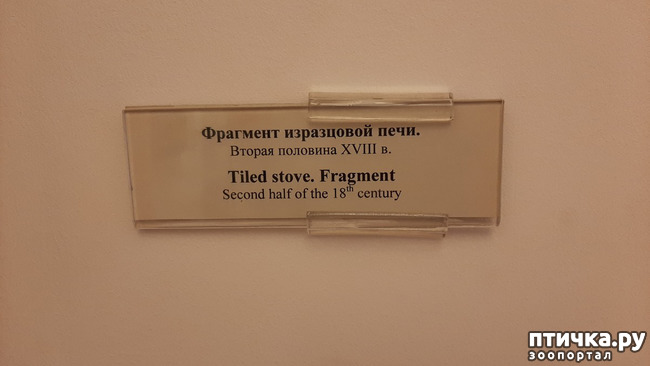 Фрагмент изразцовой печи.
Вторая половина XVIII в.
Tiled stove. Fragment
Second half of the 18th century
птичка.ру
зоопортал